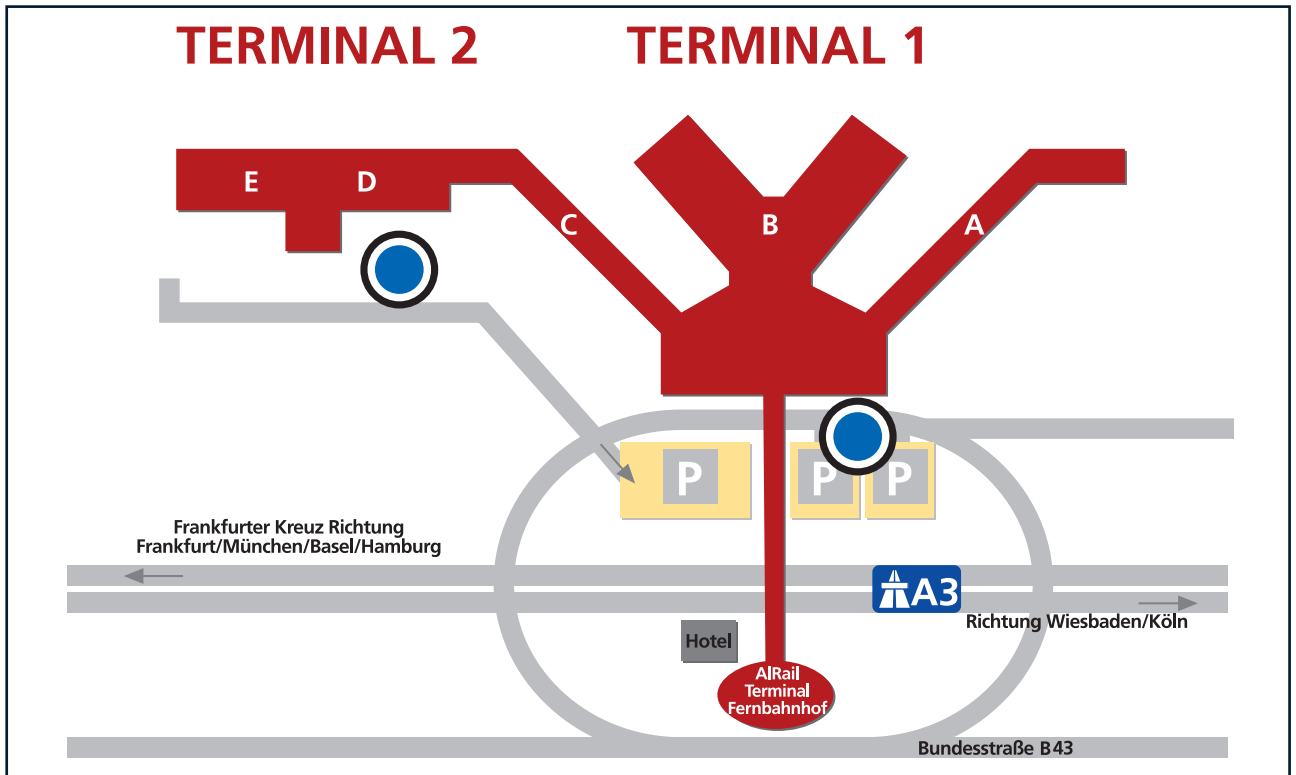 TERMINAL 2
TERMINAL 1
E
D
C
B
A
P
P
P
Frankfurter Kreuz Richtung
Frankfurt/München/Basel/Hamburg
A3
Richtung Wiesbaden/Köln
Hotel
AIRail
Terminal
Fernbahnhof
Bundesstraße B43